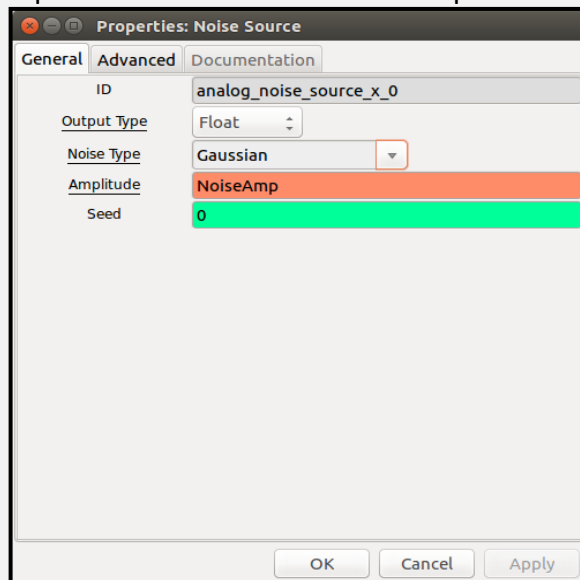 Properties: Noise Source
General Advanced Documentation
ID analog_noise_source_x_0
Output Type Float
Noise Type Gaussian
Amplitude NoiseAmp
Seed 0
OK Cancel Apply